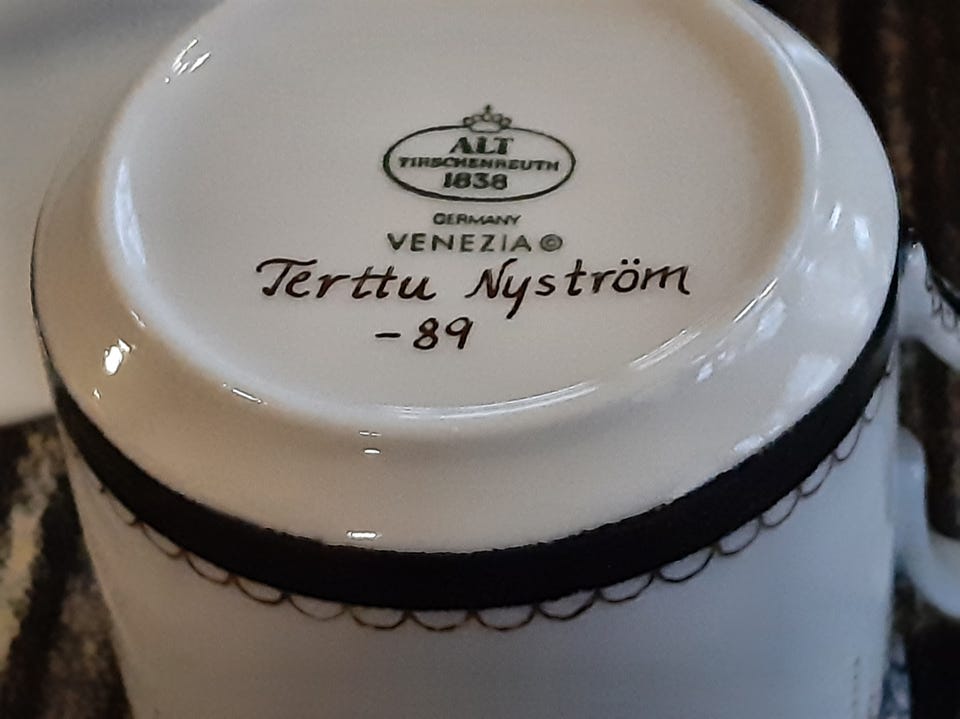 ALT
TIRSCHENREUTH
1838
GERMANY
VENEZIA©
Terttu Nyström
-89